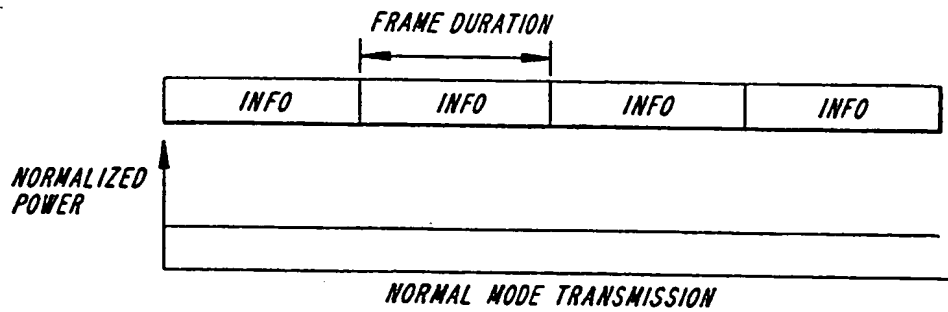 FRAME DURATION
INFO INFO INFO INFO
NORMALIZED
POWER
NORMAL MODE TRANSMISSION